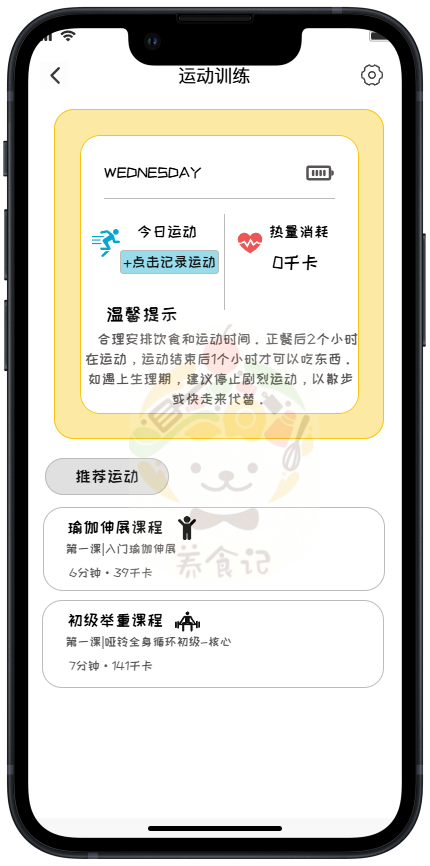 运动训练
WEDNESDAY
今日运动
+点击记录运动
热量消耗
0千卡
温馨提示
合理安排饮食和运动时间．正餐后2个小时
在运动，运动结束后1个小时才可以吃东西．
如遇上生理期，建议停止剧烈运动，以散步
或快走来代替．
推荐运动
瑜伽伸展课程
第一课|入门瑜伽伸展
6分钟·39千卡
养食记
初级举重课程
第一课|哑铃全身循环初级-核心
7分钟·141千卡